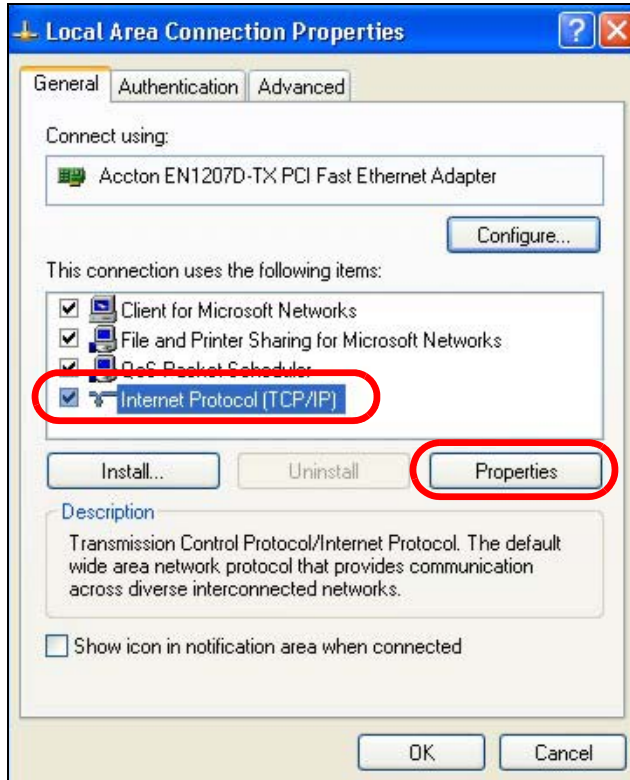 Local Area Connection Properties
General Authentication Advanced
Connect using:
Accton EN1207D-TX PCI Fast Ethernet Adapter
Configure...
This connection uses the following items:
Client for Microsoft Networks
File and Printer Sharing for Microsoft Networks
QoS Packet Scheduler
Internet Protocol (TCP/IP)
Install... Uninstall Properties
Description
Transmission Control Protocol/Internet Protocol. The default
wide area network protocol that provides communication
across diverse interconnected networks.
Show icon in notification area when connected
OK Cancel